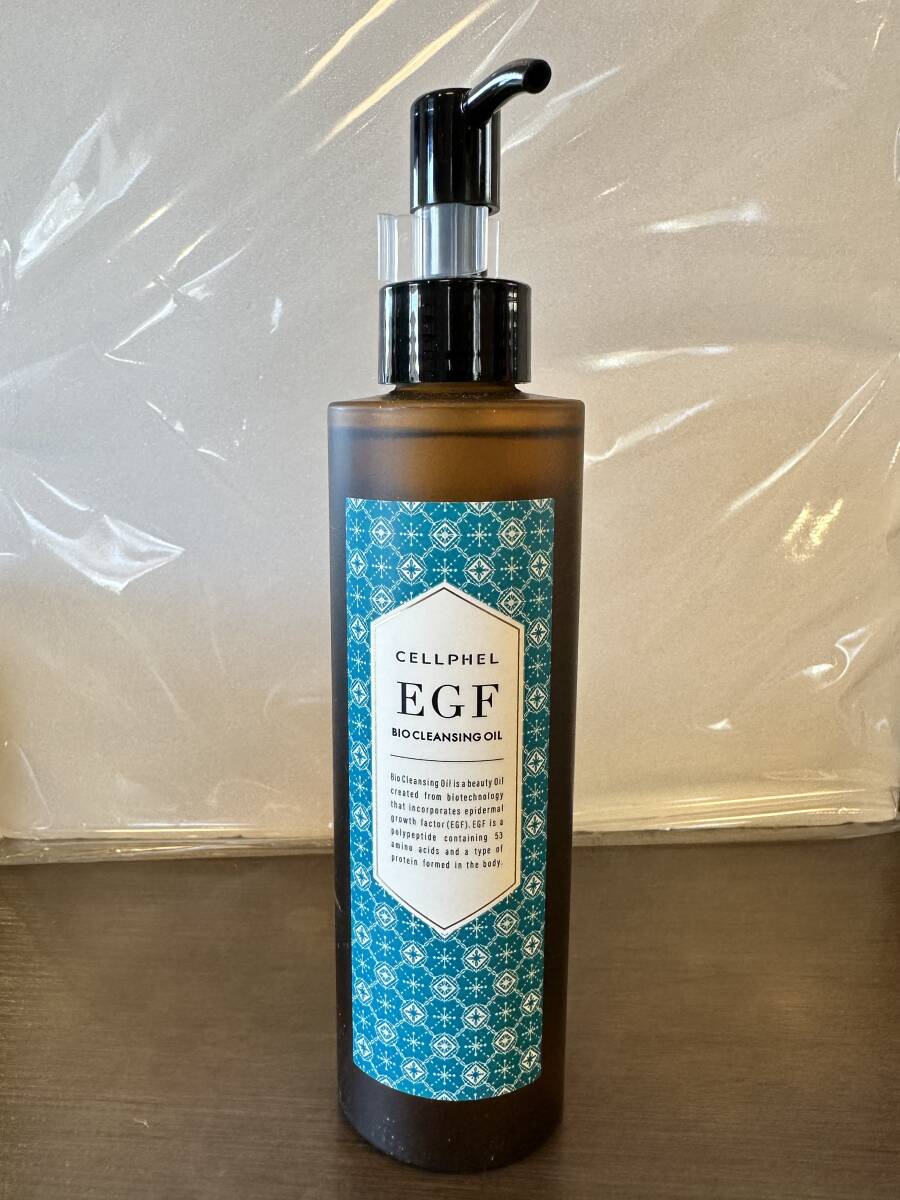 CELLPHEL
EGF
BIO CLEANSING OIL
Bio Cleansing Oil is a beauty Oil
created from biotechnology
that incorporates epidermal
growth factor (EGF). EGF is a
polypeptide containing 53
amino acids and a type of
protein formed in the body.